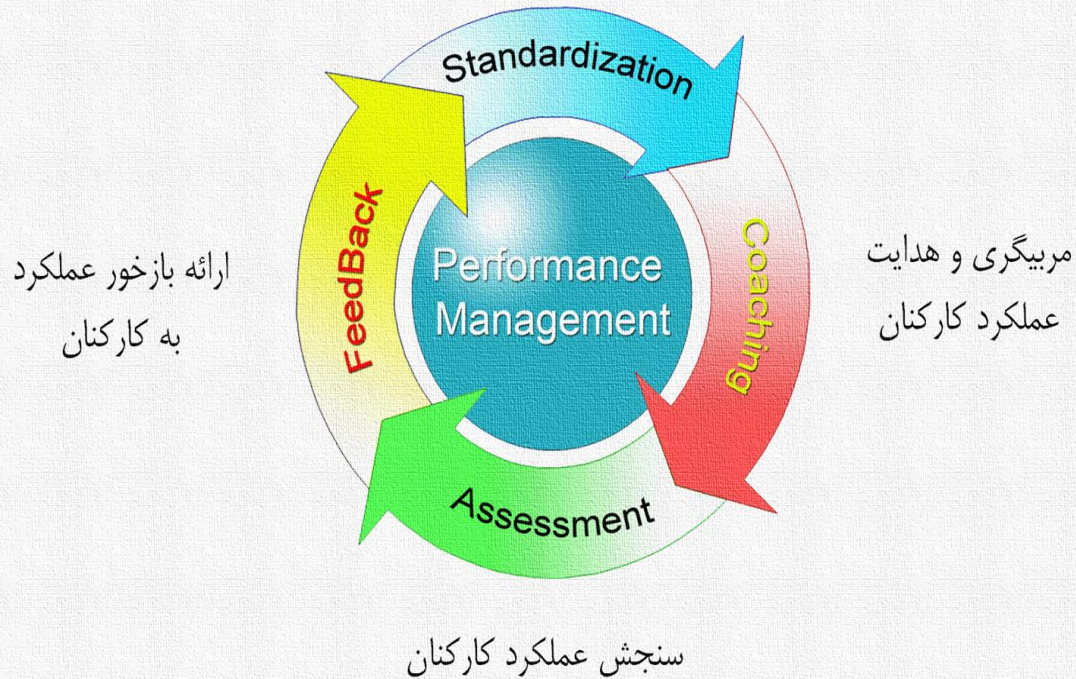 Standardization
Coaching
مربیگری و هدایت
عملکرد کارکنان
Performance
Management
FeedBack
ارائه بازخور عملکرد
به کارکنان
Assessment
سنجش عملکرد کارکنان